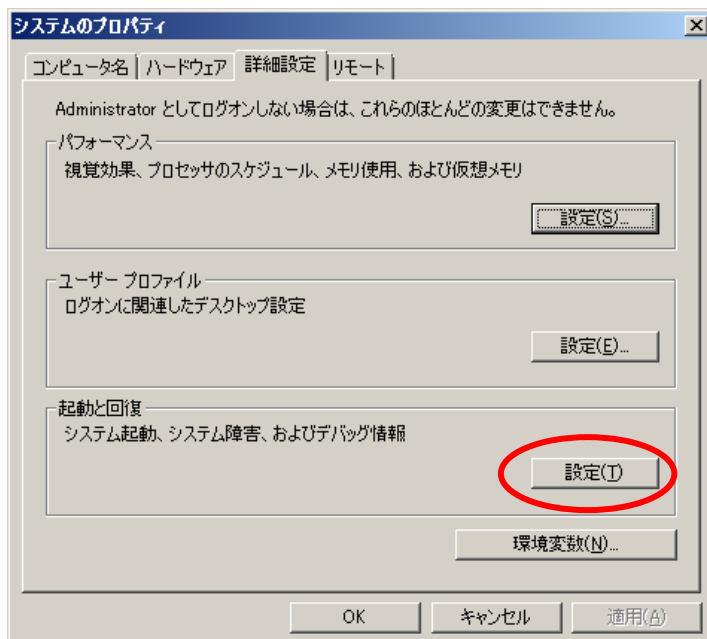 システムのプロパティ
コンピュータ名 ハードウェア 詳細設定 リモート
Administrator としてログオンしない場合は、これらのほとんどの変更はできません。
パフォーマンス
視覚効果、プロセッサのスケジュール、メモリ使用、および仮想メモリ
設定(S)...
ユーザー プロファイル
ログオンに関連したデスクトップ設定
設定(E)...
起動と回復
システム起動、システム障害、およびデバッグ情報
設定(T)
環境変数(N)...
OK キャンセル 適用(A)